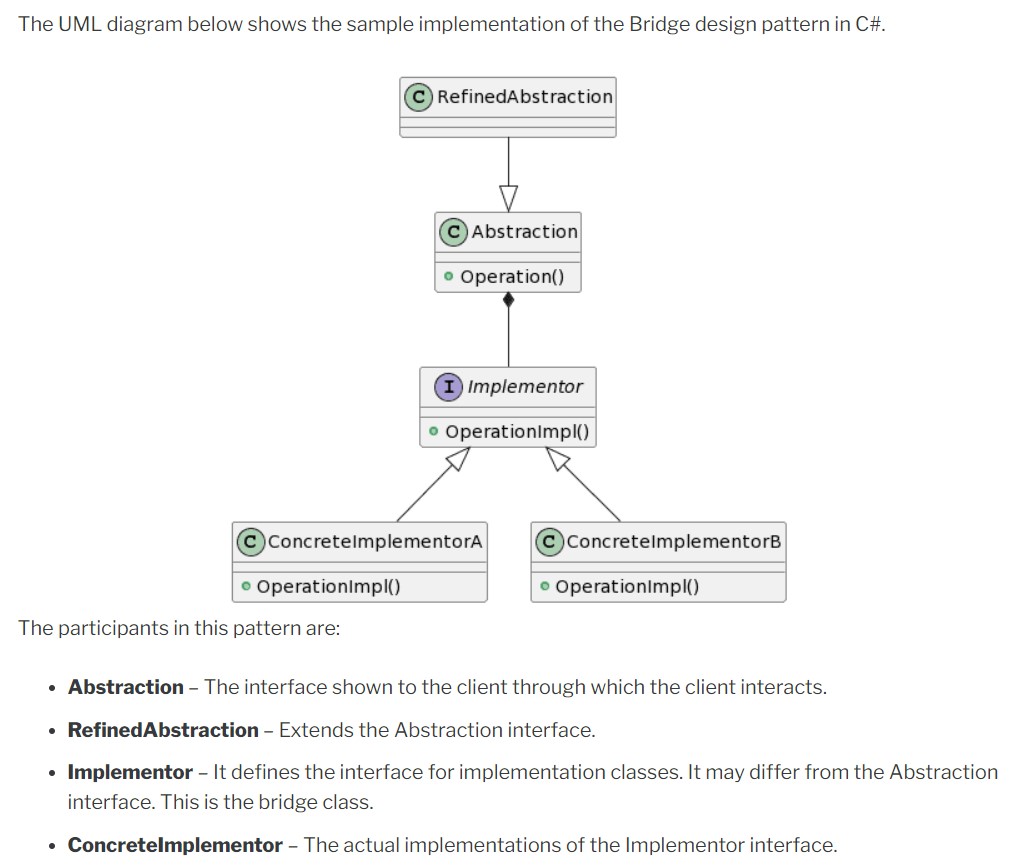 The UML diagram below shows the sample implementation of the Bridge design pattern in C#.
C RefinedAbstraction
C Abstraction
Operation()
I Implementor
OperationImpl()
C ConcreteImplementorA
OperationImpl()
C ConcreteImplementorB
OperationImpl()
The participants in this pattern are:
• Abstraction – The interface shown to the client through which the client interacts.
• RefinedAbstraction – Extends the Abstraction interface.
• Implementor – It defines the interface for implementation classes. It may differ from the Abstraction
interface. This is the bridge class.
• ConcreteImplementor – The actual implementations of the Implementor interface.